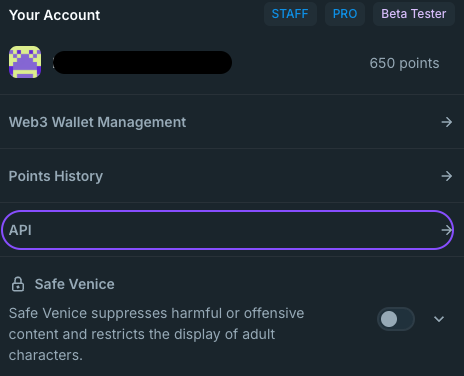 Your Account STAFF PRO Beta Tester
650 points
Web3 Wallet Management
Points History
API
Safe Venice
Safe Venice suppresses harmful or offensive
content and restricts the display of adult
characters.